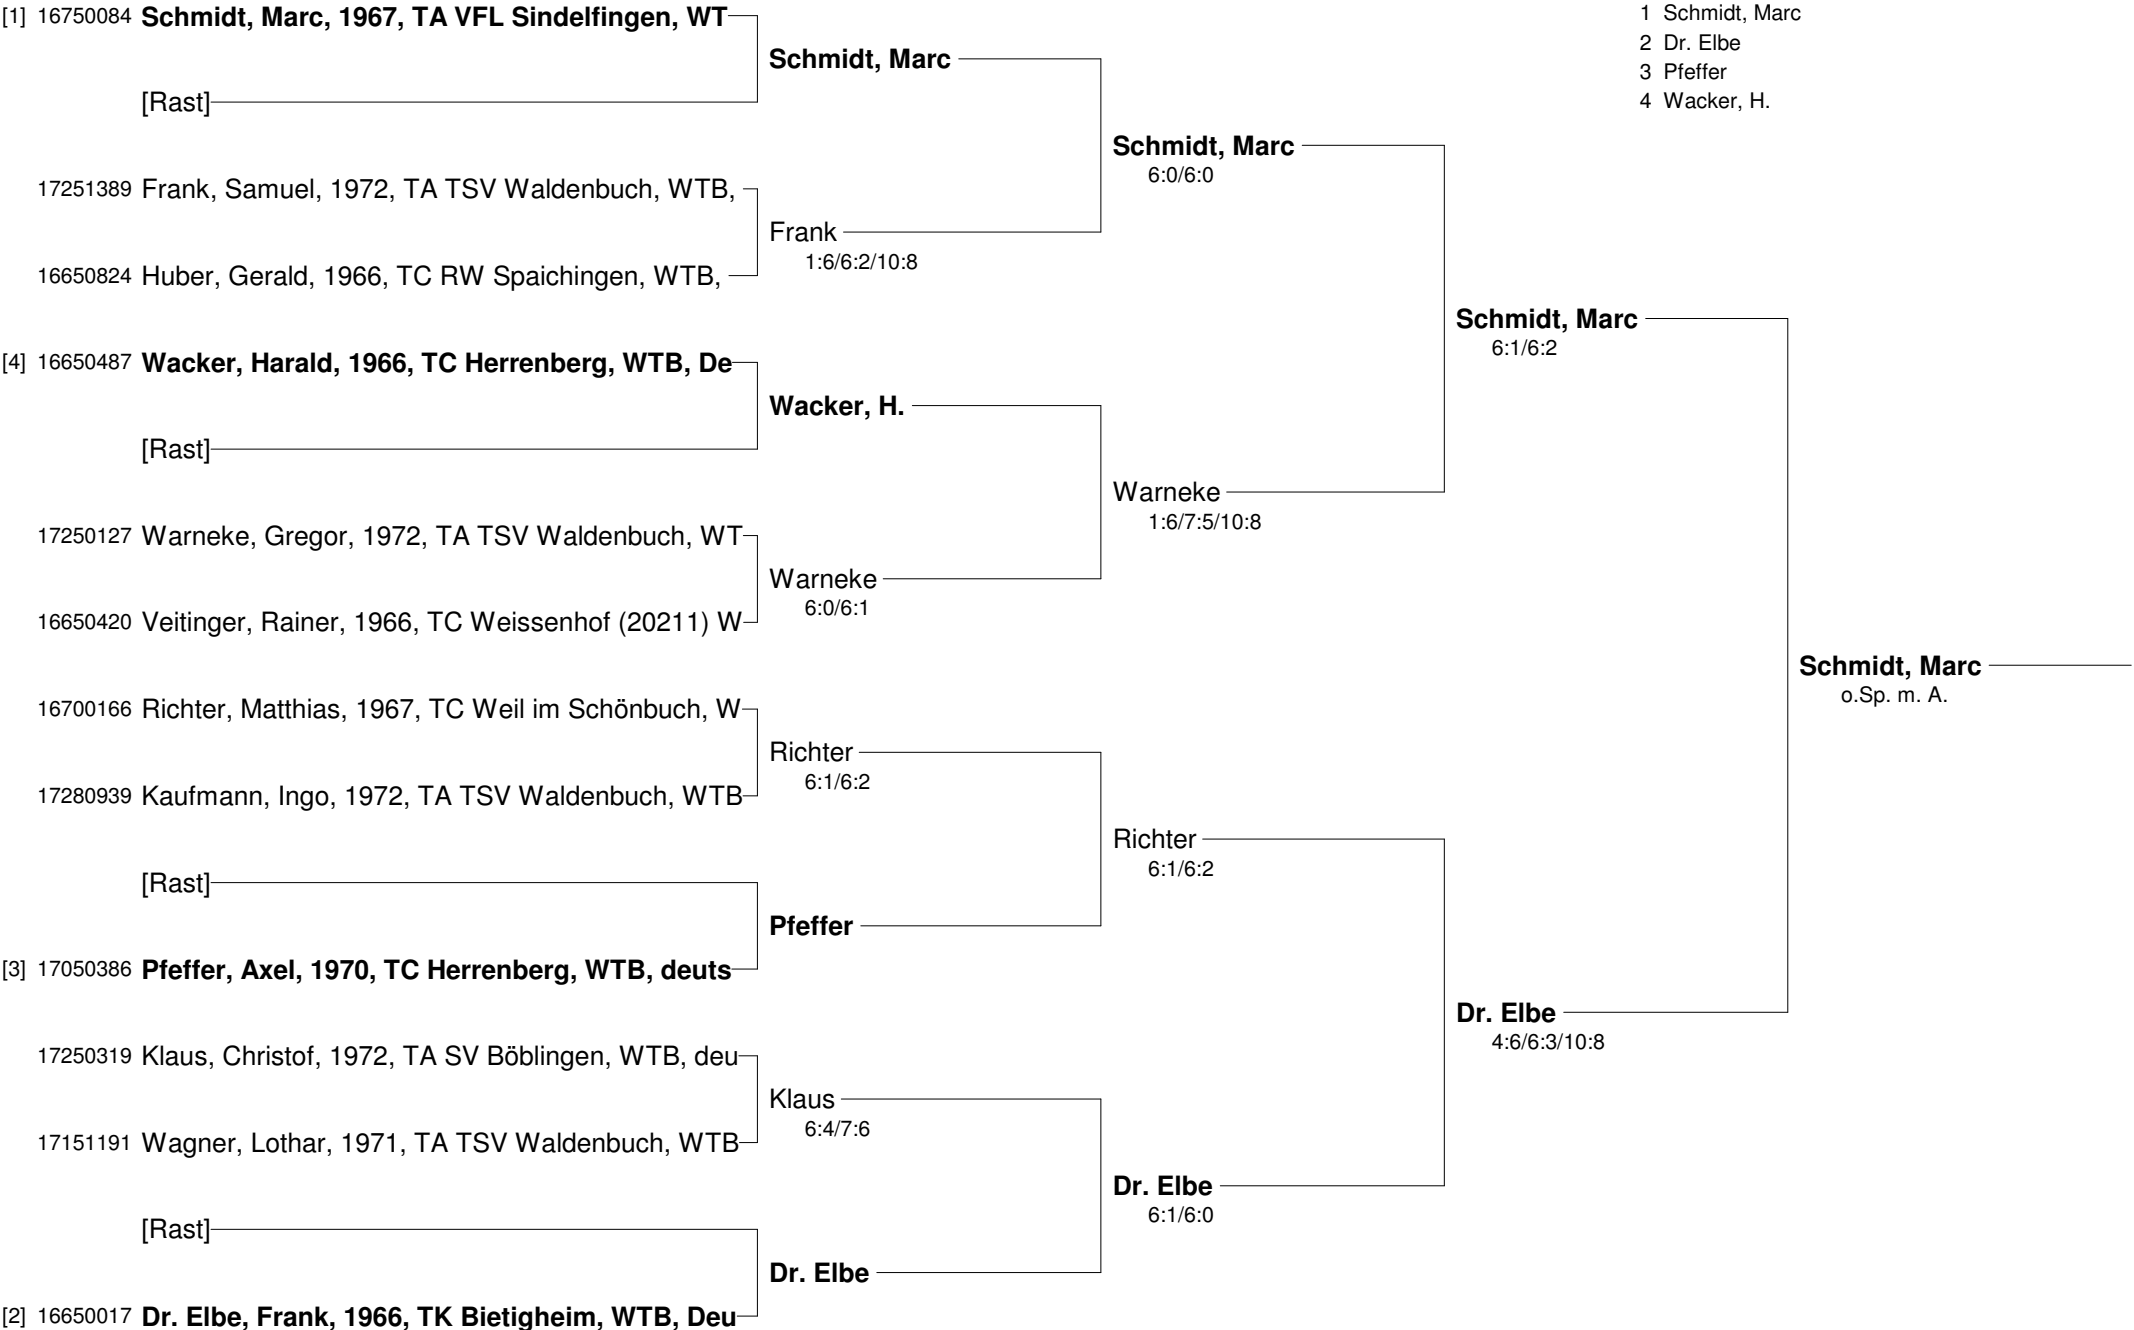 [1] 16750084 Schmidt, Marc, 1967, TA VFL Sindelfingen, WT
[Rast]
17251389 Frank, Samuel, 1972, TA TSV Waldenbuch, WTB,
16650824 Huber, Gerald, 1966, TC RW Spaichingen, WTB,
[4] 16650487 Wacker, Harald, 1966, TC Herrenberg, WTB, De
[Rast]
17250127 Warneke, Gregor, 1972, TA TSV Waldenbuch, WT
16650420 Veitinger, Rainer, 1966, TC Weissenhof (20211) W
16700166 Richter, Matthias, 1967, TC Weil im Schönbuch, W
17280939 Kaufmann, Ingo, 1972, TA TSV Waldenbuch, WTB
[Rast]
[3] 17050386 Pfeffer, Axel, 1970, TC Herrenberg, WTB, deuts
17250319 Klaus, Christof, 1972, TA SV Böblingen, WTB, deu
17151191 Wagner, Lothar, 1971, TA TSV Waldenbuch, WTB
[Rast]
[2] 16650017 Dr. Elbe, Frank, 1966, TK Bietigheim, WTB, Deu
Schmidt, Marc
Frank
1:6/6:2/10:8
Wacker, H.
Warneke
6:0/6:1
Richter
6:1/6:2
Pfeffer
Klaus
6:4/7:6
Dr. Elbe
Schmidt, Marc
6:0/6:0
Warneke
1:6/7:5/10:8
Richter
6:1/6:2
Dr. Elbe
6:1/6:0
Schmidt, Marc
6:1/6:2
Dr. Elbe
4:6/6:3/10:8
Schmidt, Marc
o.Sp. m. A.
1 Schmidt, Marc
2 Dr. Elbe
3 Pfeffer
4 Wacker, H.